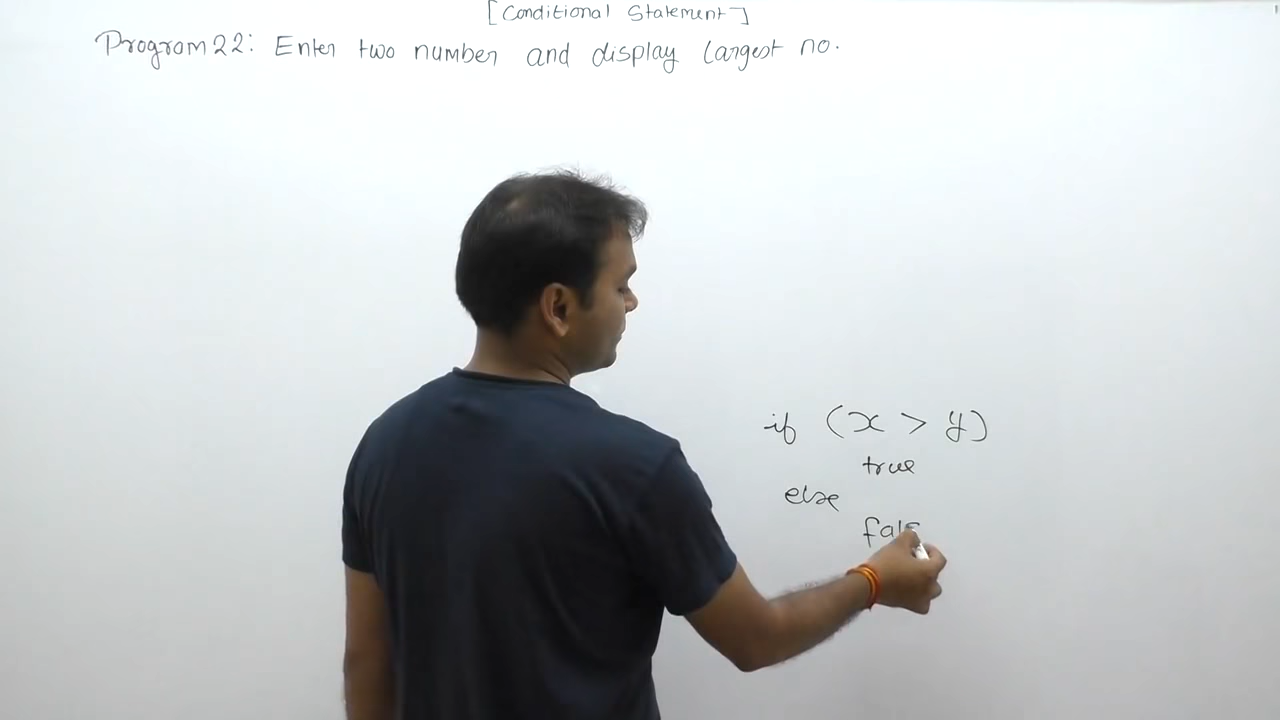 [Conditional Statement]
Program 22: Enter two number and display Largest no.
if (x > y)
true
else
fals